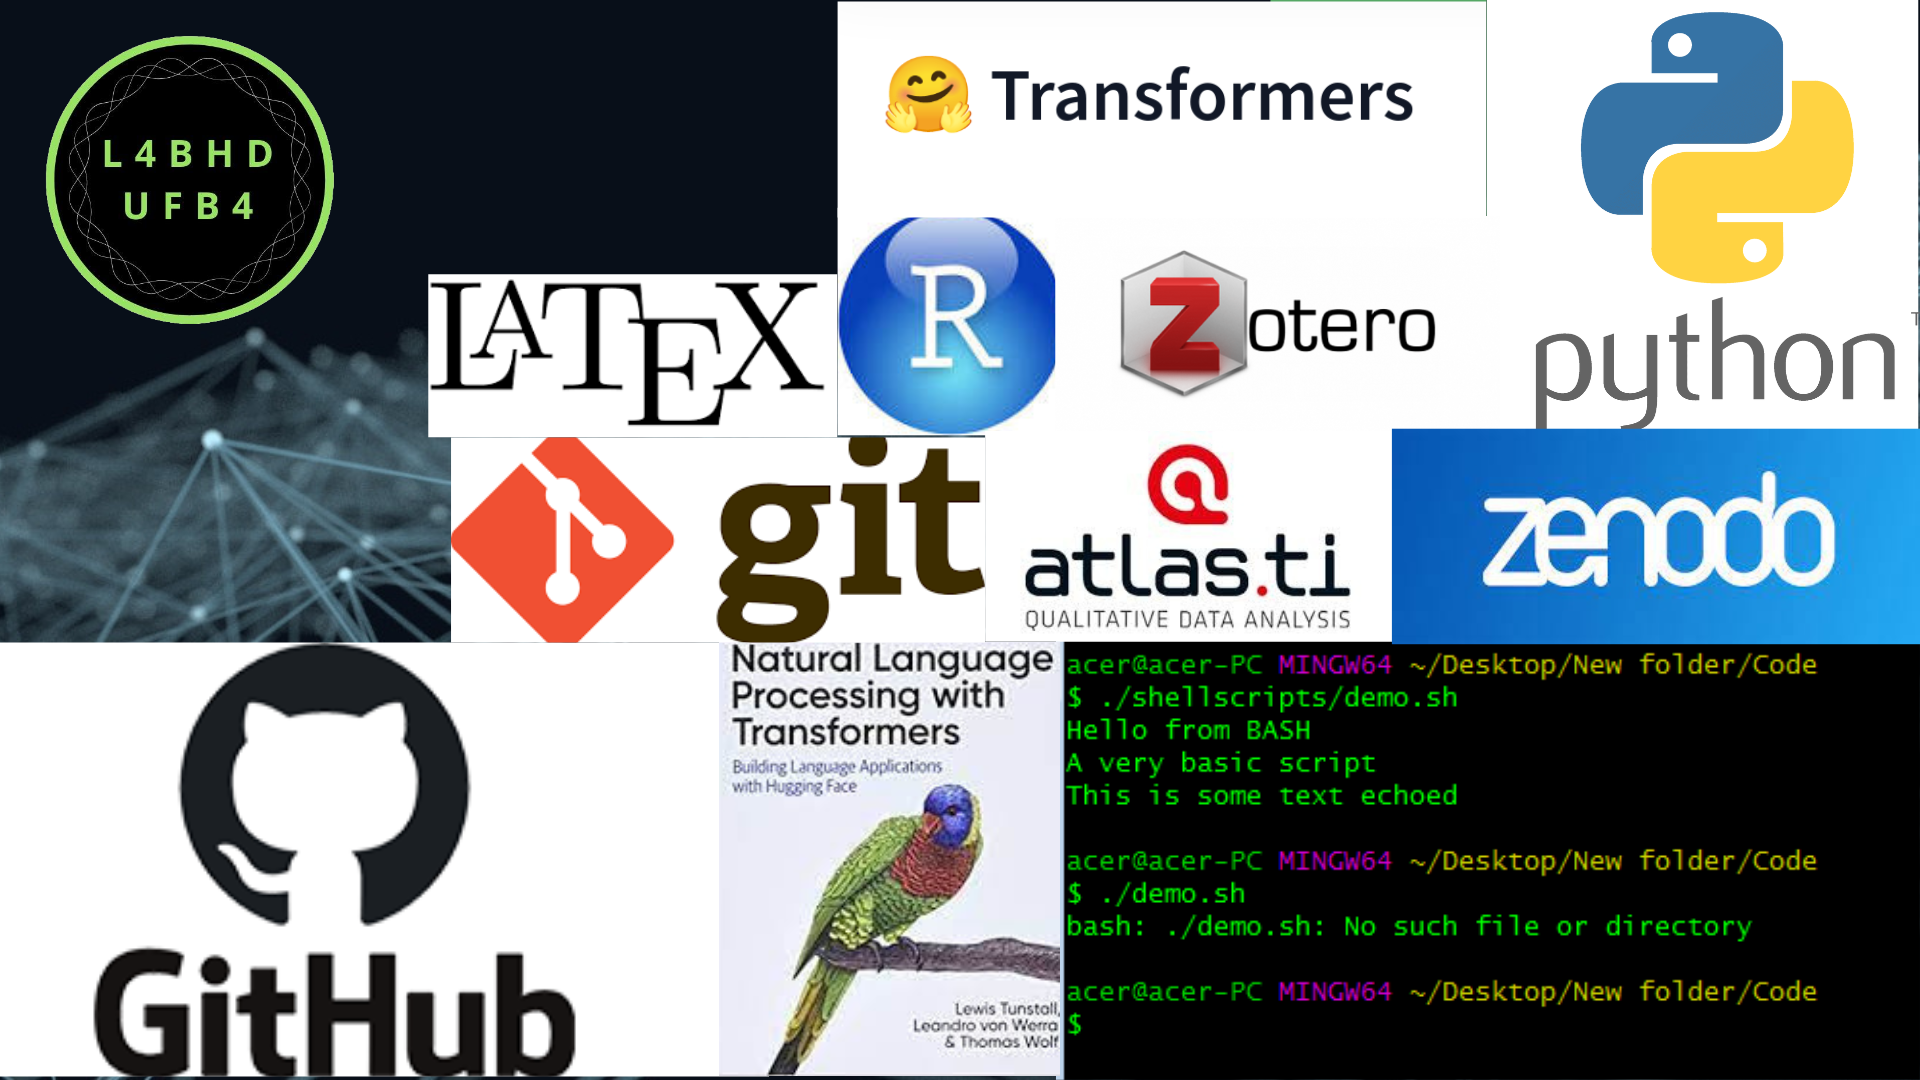 L4BHD
UFB4
🤗 Transformers
python
LATEX
R
Zotero
git
atlas.ti
QUALITATIVE DATA ANALYSIS
zenodo
GitHub
Natural Language
Processing with
Transformers
Building Language Applications
with Hugging Face
Lewis Tunstall,
Leandro von Werra
& Thomas Wolf
acer@acer-PC MINGW64 ~/Desktop/New folder/Code
$ ./shellscripts/demo.sh
Hello from BASH
A very basic script
This is some text echoed
acer@acer-PC MINGW64 ~/Desktop/New folder/Code
$ ./demo.sh
bash: ./demo.sh: No such file or directory
acer@acer-PC MINGW64 ~/Desktop/New folder/Code
$